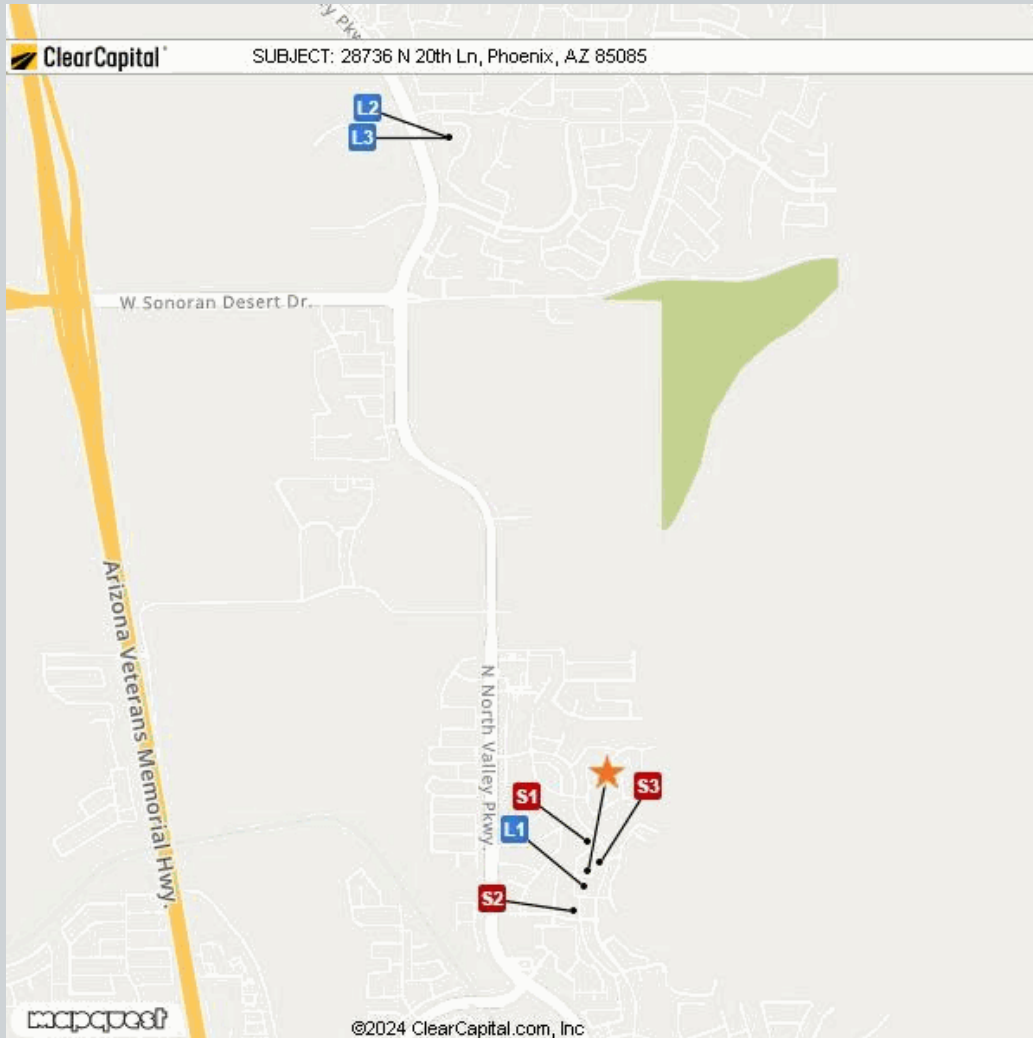 y Pkwy.
ClearCapital
SUBJECT: 28736 N 20th Ln, Phoenix, AZ 85085
L2
L3
W Sonoran Desert Dr.
Arizona Veterans Memorial Hwy.
N North Valley Pkwy.
S1
S3
L1
S2
mapquest
©2024 ClearCapital.com, Inc